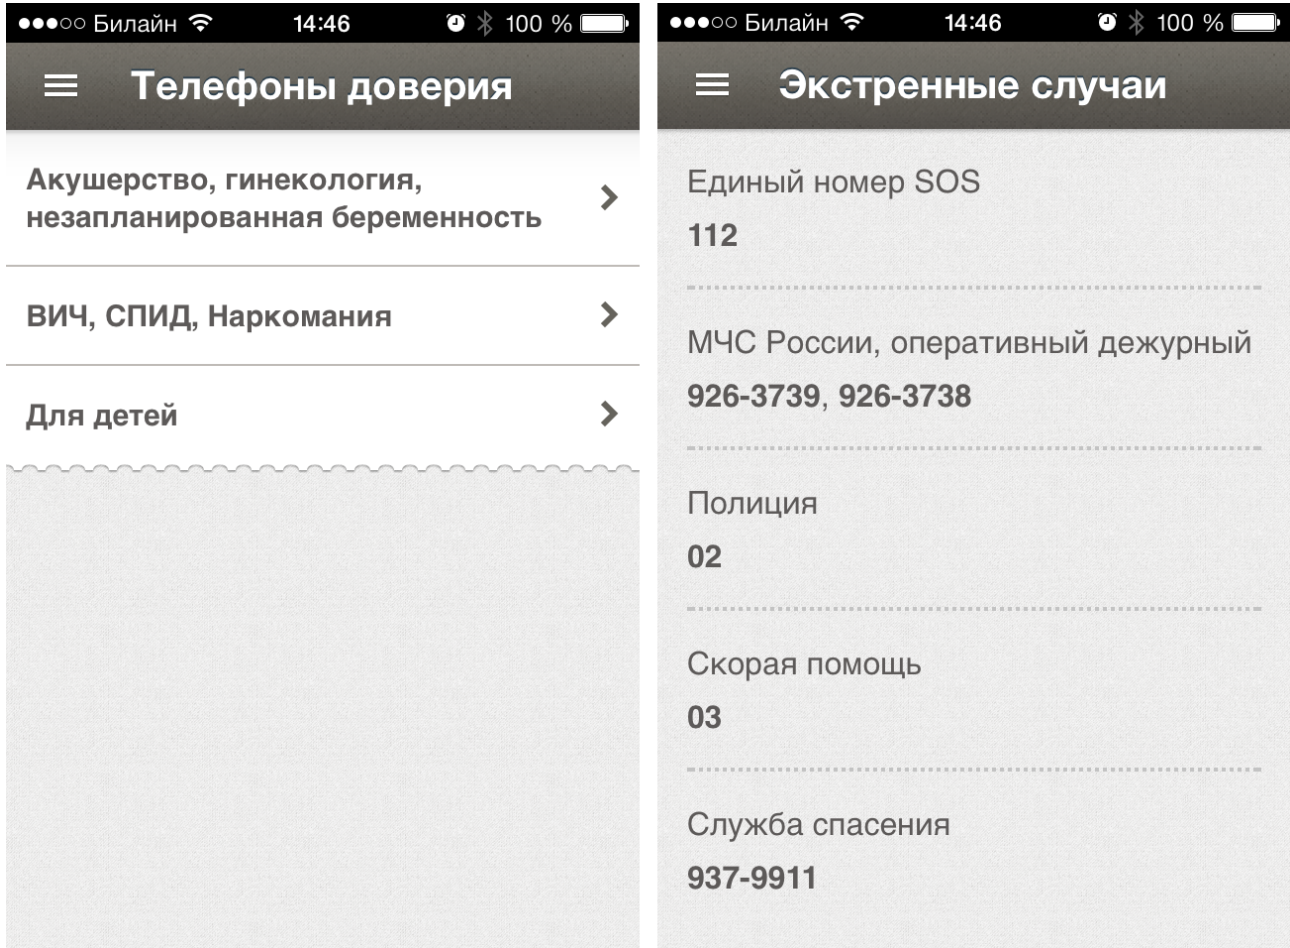 Билайн 14:46 100 %
Телефоны доверия
Акушерство, гинекология,
незапланированная беременность
ВИЧ, СПИД, Наркомания
Для детей
Билайн 14:46 100 %
Экстренные случаи
Единый номер SOS
112
МЧС России, оперативный дежурный
926-3739, 926-3738
Полиция
02
Скорая помощь
03
Служба спасения
937-9911